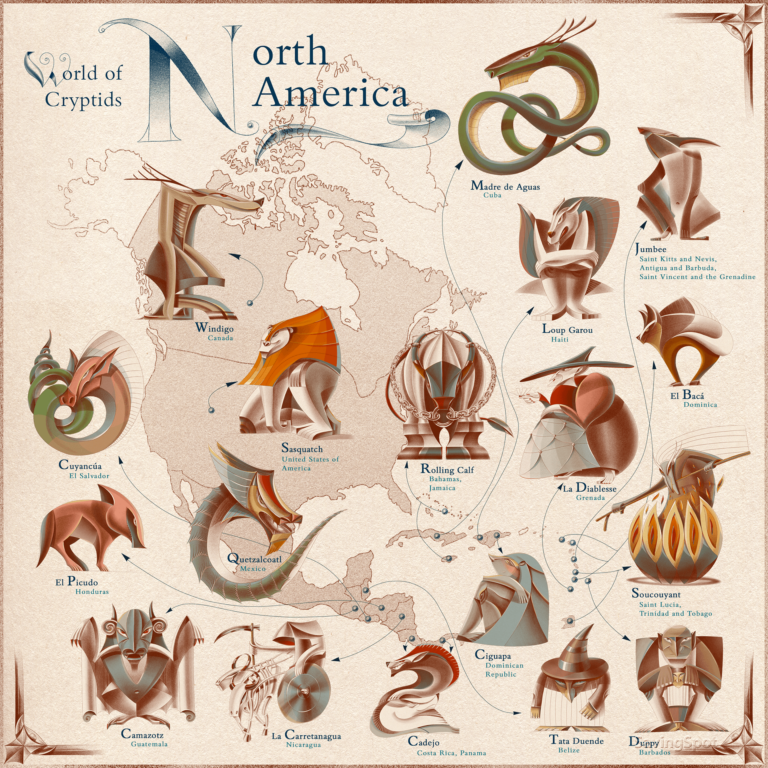 World of
Cryptids
North
America
Madre de Aguas
Cuba
Jumbee
Saint Kitts and Nevis,
Antigua and Barbuda,
Saint Vincent and the Grenadine
Windigo
Canada
Loup Garou
Haiti
El Bacá
Dominica
Cuyancúa
El Salvador
Sasquatch
United States of
America
Rolling Calf
Bahamas,
Jamaica
La Diablesse
Grenada
Quetzalcoatl
Mexico
El Picudo
Honduras
Soucouyant
Saint Lucia,
Trinidad and Tobago
Ciguapa
Dominican
Republic
Camazotz
Guatemala
La Carretanagua
Nicaragua
Cadejo
Costa Rica, Panama
Tata Duende
Belize
Duppy
Barbados